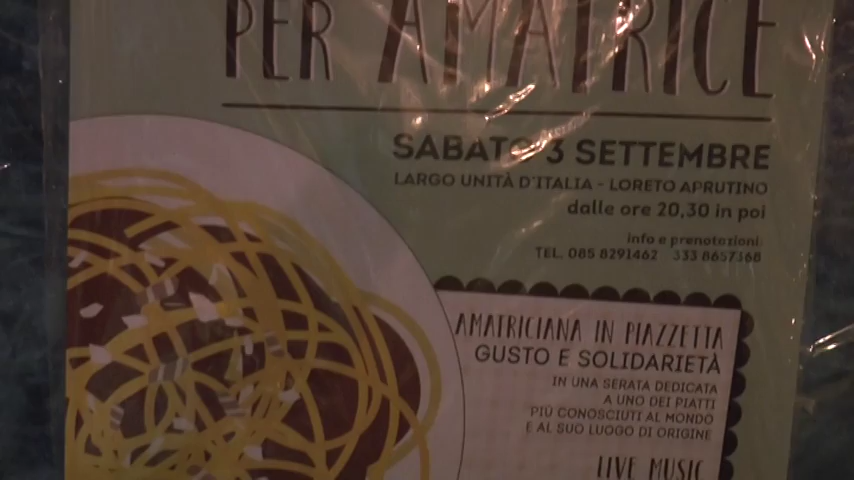 PER AMATRICE
SABATO 3 SETTEMBRE
LARGO UNITÀ D'ITALIA - LORETO APRUTINO
dalle ore 20,30 in poi
info e prenotazioni:
TEL. 085 8291462 333 8657368
AMATRICIANA IN PIAZZETTA
GUSTO E SOLIDARIETÀ
IN UNA SERATA DEDICATA
A UNO DEI PIATTI
PIÙ CONOSCIUTI AL MONDO
E AL SUO LUOGO DI ORIGINE
LIVE MUSIC